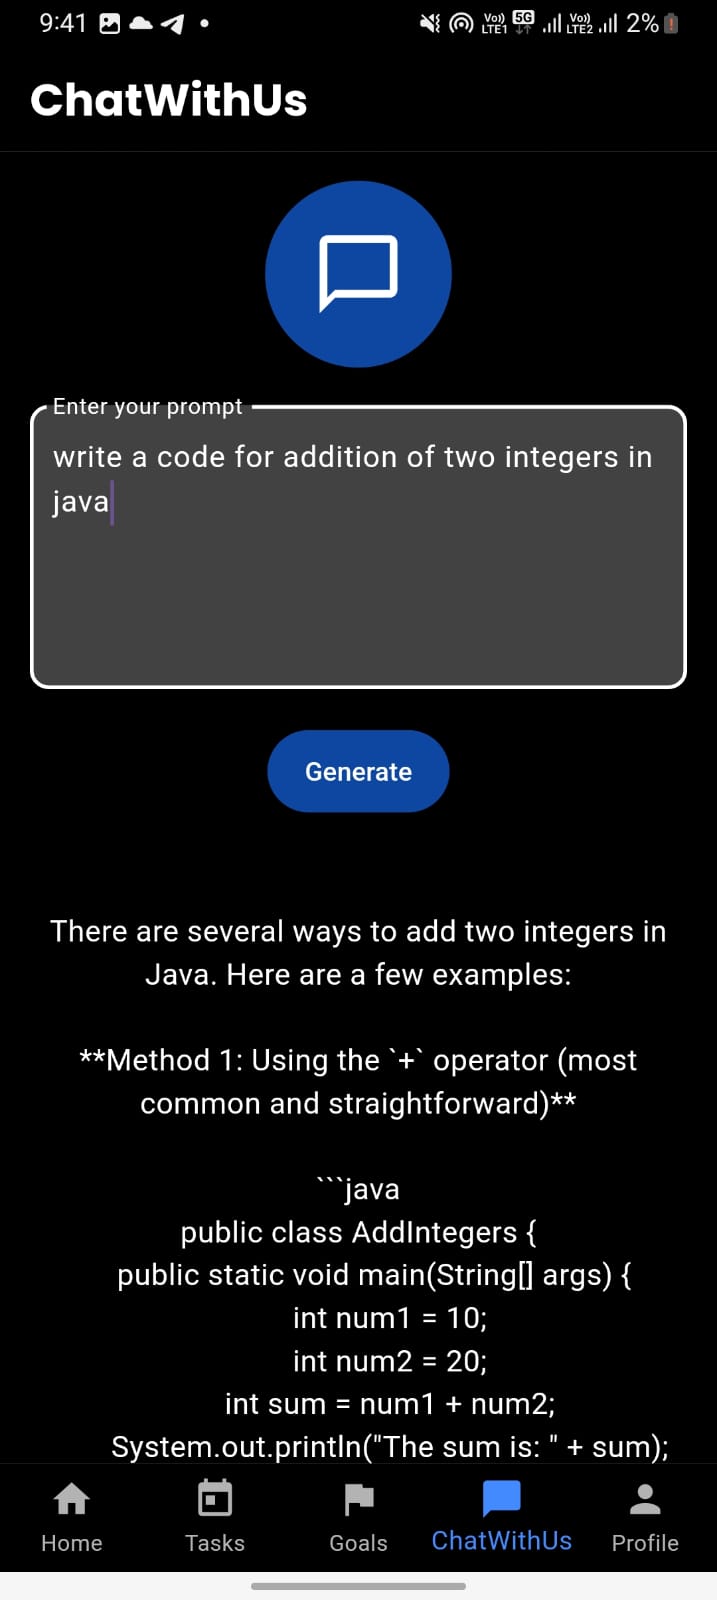 9:41
Vo)) LTE1 5G Vo)) LTE2 2%
ChatWithUs
Enter your prompt
write a code for addition of two integers in
java
Generate
There are several ways to add two integers in
Java. Here are a few examples:
**Method 1: Using the `+` operator (most
common and straightforward)**
```java
public class AddIntegers {
public static void main(String[] args) {
int num1 = 10;
int num2 = 20;
int sum = num1 + num2;
System.out.println("The sum is: " + sum);
Home Tasks Goals ChatWithUs Profile